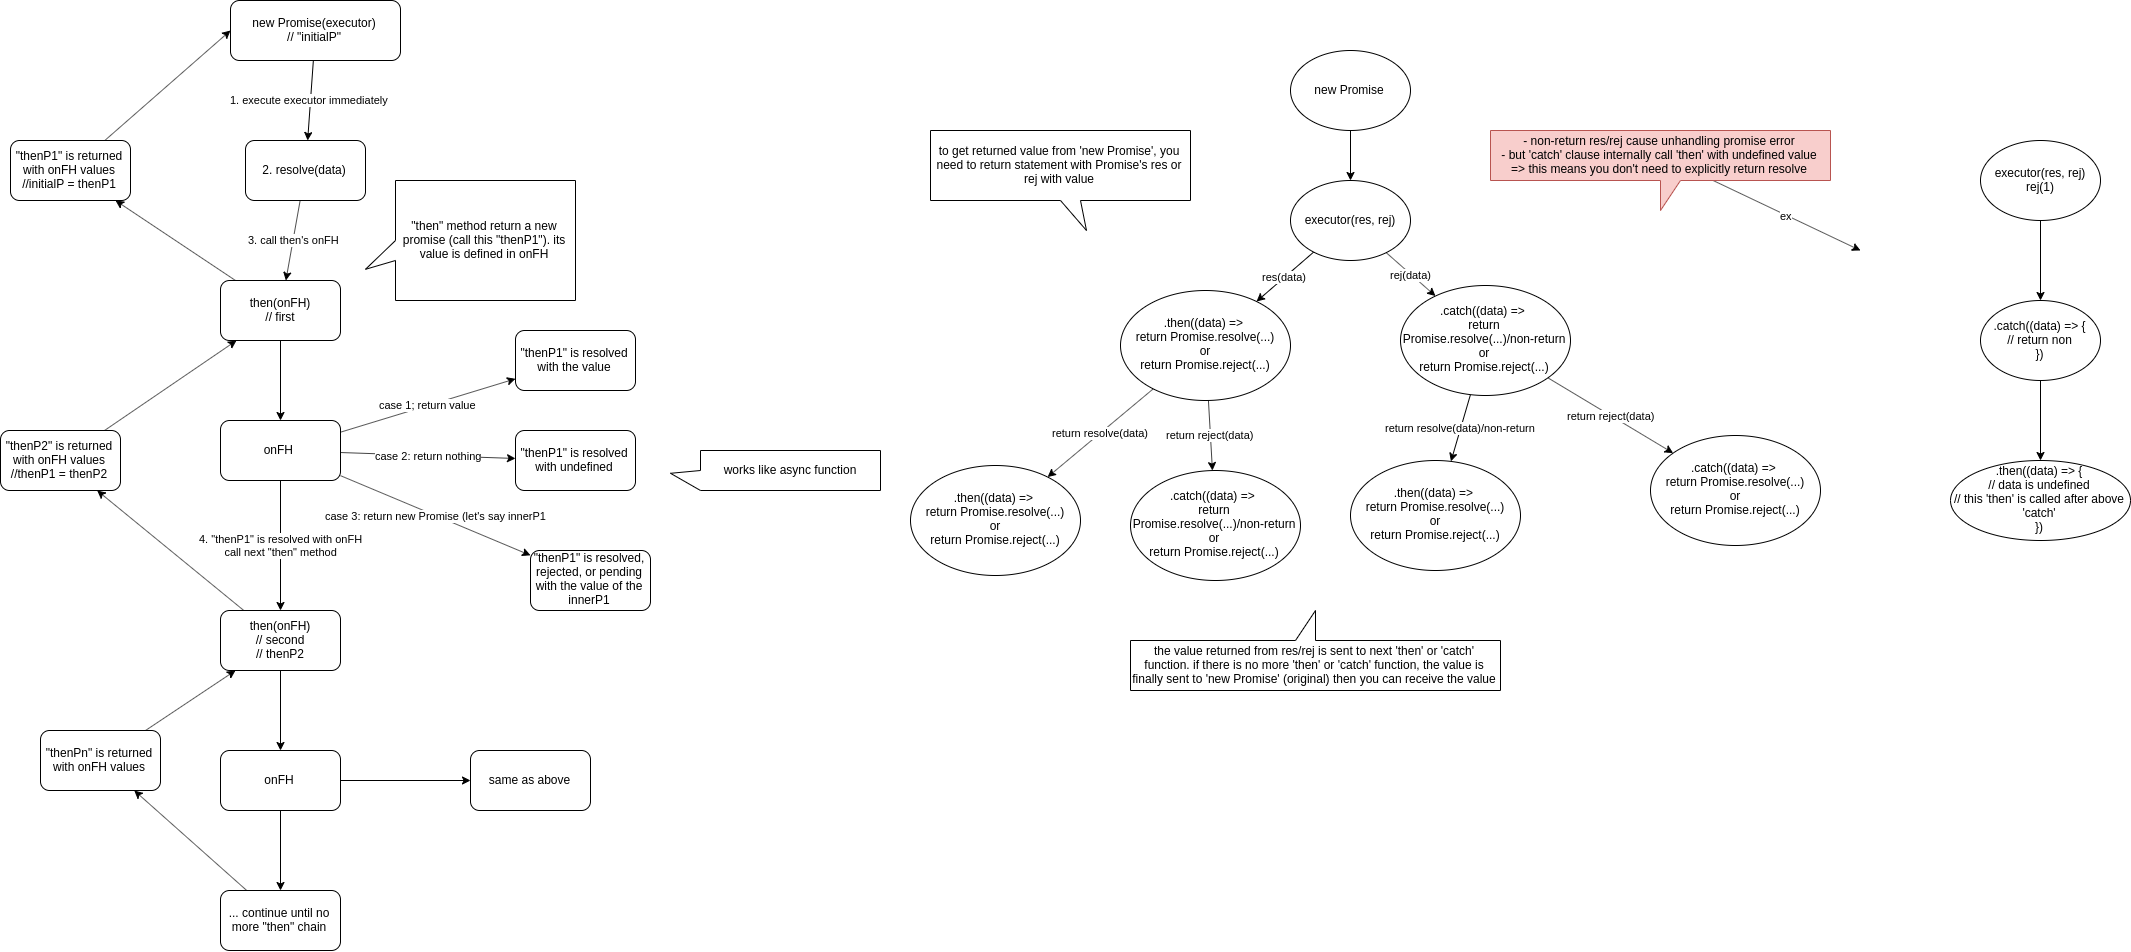 new Promise(executor)
// "initialP"
1. execute executor immediately
"thenP1" is returned
with onFH values
//initialP = thenP1
2. resolve(data)
3. call then's onFH
"then" method return a new
promise (call this "thenP1"). its
value is defined in onFH
then(onFH)
// first
"thenP1" is resolved
with the value
case 1; return value
"thenP2" is returned
with onFH values
//thenP1 = thenP2
onFH
case 2: return nothing
"thenP1" is resolved
with undefined
works like async function
case 3: return new Promise (let's say innerP1
4. "thenP1" is resolved with onFH
call next "then" method
"thenP1" is resolved,
rejected, or pending
with the value of the
innerP1
then(onFH)
// second
// thenP2
"thenPn" is returned
with onFH values
onFH
same as above
... continue until no
more "then" chain
new Promise
to get returned value from 'new Promise', you
need to return statement with Promise's res or
rej with value
executor(res, rej)
res(data)
rej(data)
.then((data) =>
return Promise.resolve(...)
or
return Promise.reject(...)
.catch((data) =>
return
Promise.resolve(...)/non-return
or
return Promise.reject(...)
return resolve(data)
return reject(data)
return resolve(data)/non-return
return reject(data)
.then((data) =>
return Promise.resolve(...)
or
return Promise.reject(...)
.catch((data) =>
return
Promise.resolve(...)/non-return
or
return Promise.reject(...)
.then((data) =>
return Promise.resolve(...)
or
return Promise.reject(...)
.catch((data) =>
return Promise.resolve(...)
or
return Promise.reject(...)
the value returned from res/rej is sent to next 'then' or 'catch'
function. if there is no more 'then' or 'catch' function, the value is
finally sent to 'new Promise' (original) then you can receive the value
- non-return res/rej cause unhandling promise error
- but 'catch' clause internally call 'then' with undefined value
=> this means you don't need to explicitly return resolve
ex
executor(res, rej)
rej(1)
.catch((data) => {
// return non
})
.then((data) => {
// data is undefined
// this 'then' is called after above
'catch'
})